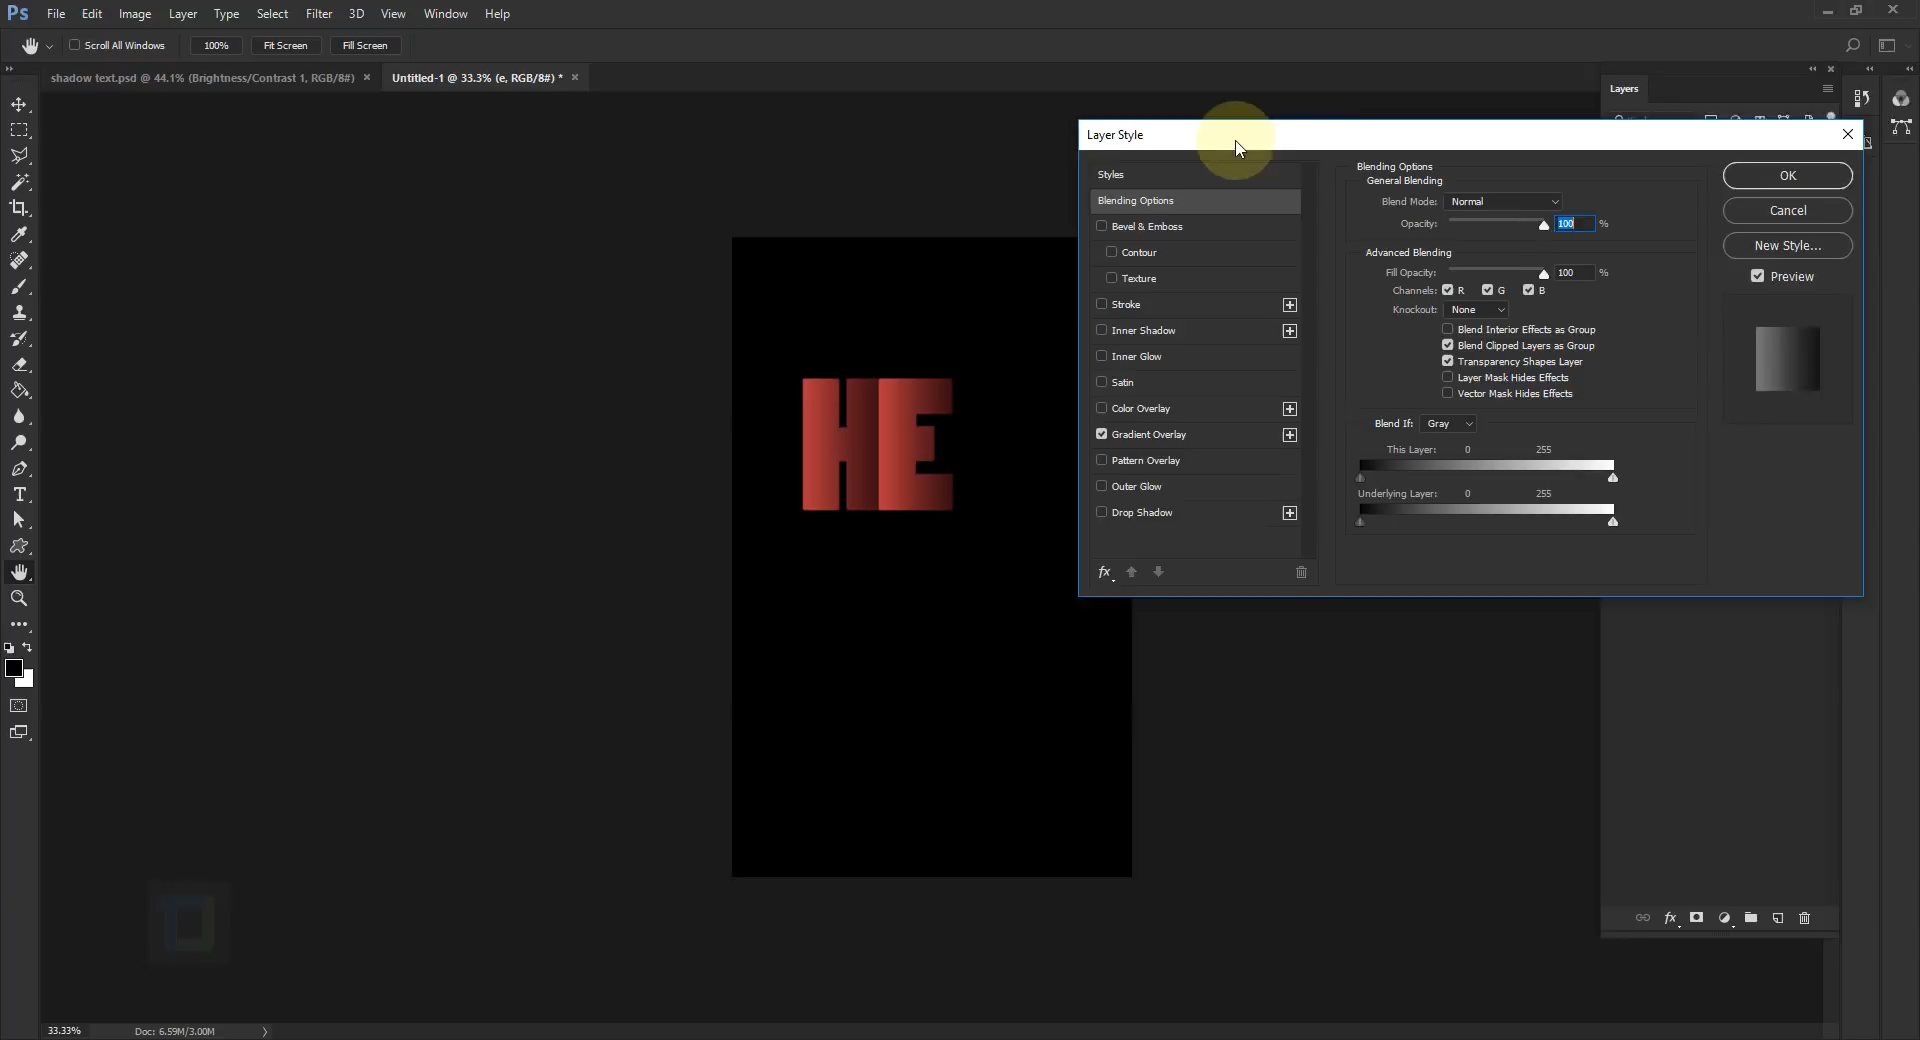 Ps File Edit Image Layer Type Select Filter 3D View Window Help
Scroll All Windows 100% Fit Screen Fill Screen
shadow text.psd @ 44.1% (Brightness/Contrast 1, RGB/8#) × Untitled-1 @ 33.3% (e, RGB/8#) * ×
Layers
Layer Style
Styles
Blending Options
Bevel & Emboss
Contour
Texture
Stroke
Inner Shadow
Inner Glow
Satin
Color Overlay
Gradient Overlay
Pattern Overlay
Outer Glow
Drop Shadow
fx
Blending Options
General Blending
Blend Mode: Normal
Opacity: 100 %
Advanced Blending
Fill Opacity: 100 %
Channels: R G B
Knockout: None
Blend Interior Effects as Group
Blend Clipped Layers as Group
Transparency Shapes Layer
Layer Mask Hides Effects
Vector Mask Hides Effects
Blend If: Gray
This Layer: 0 255
Underlying Layer: 0 255
OK
Cancel
New Style...
Preview
HE
fx
33.33% Doc: 6.59M/3.00M